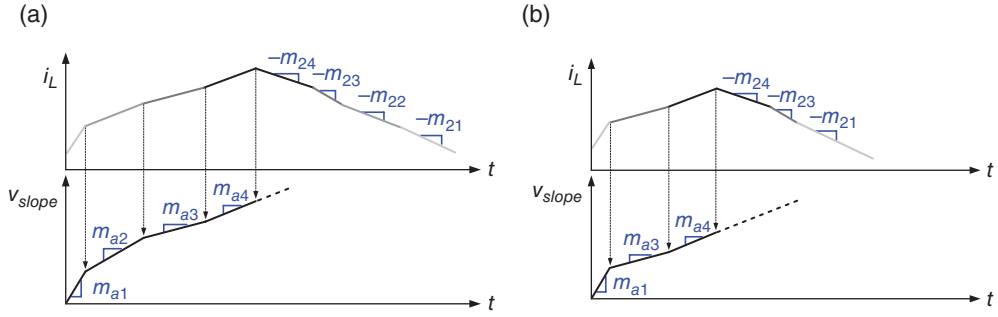 (a)
i_L
−m_24
−m_23
−m_22
−m_21
t
v_slope
m_a1
m_a2
m_a3
m_a4
t
(b)
i_L
−m_24
−m_23
−m_21
t
v_slope
m_a1
m_a3
m_a4
t